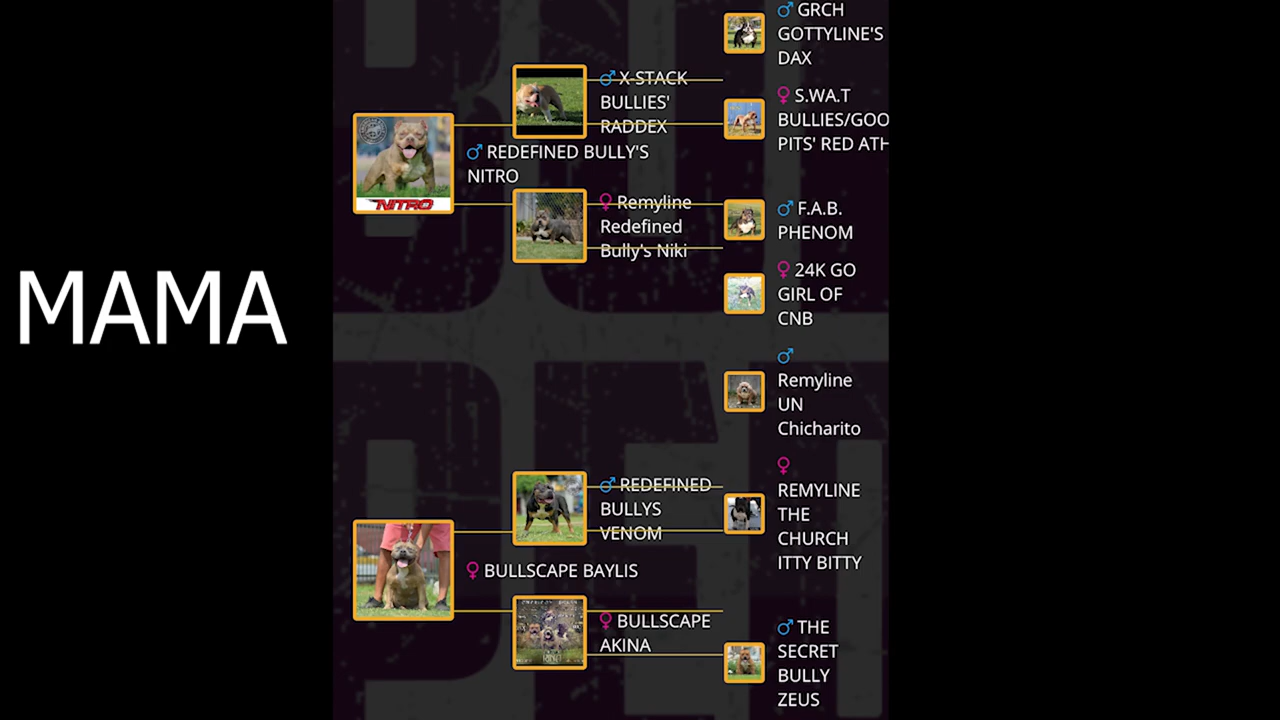 MAMA
♂ REDEFINED BULLY'S
NITRO
NITRO
♂ X-STACK
BULLIES'
RADDEX
♀ Remyline
Redefined
Bully's Niki
♂ GRCH
GOTTYLINE'S
DAX
♀ S.WA.T
BULLIES/GOO
PITS' RED ATH
♂ F.A.B.
PHENOM
♀ 24K GO
GIRL OF
CNB
♀ BULLSCAPE BAYLIS
♂ REDEFINED
BULLYS
VENOM
♀ BULLSCAPE
AKINA
♂
Remyline
UN
Chicharito
♀
REMYLINE
THE
CHURCH
ITTY BITTY
♂ THE
SECRET
BULLY
ZEUS